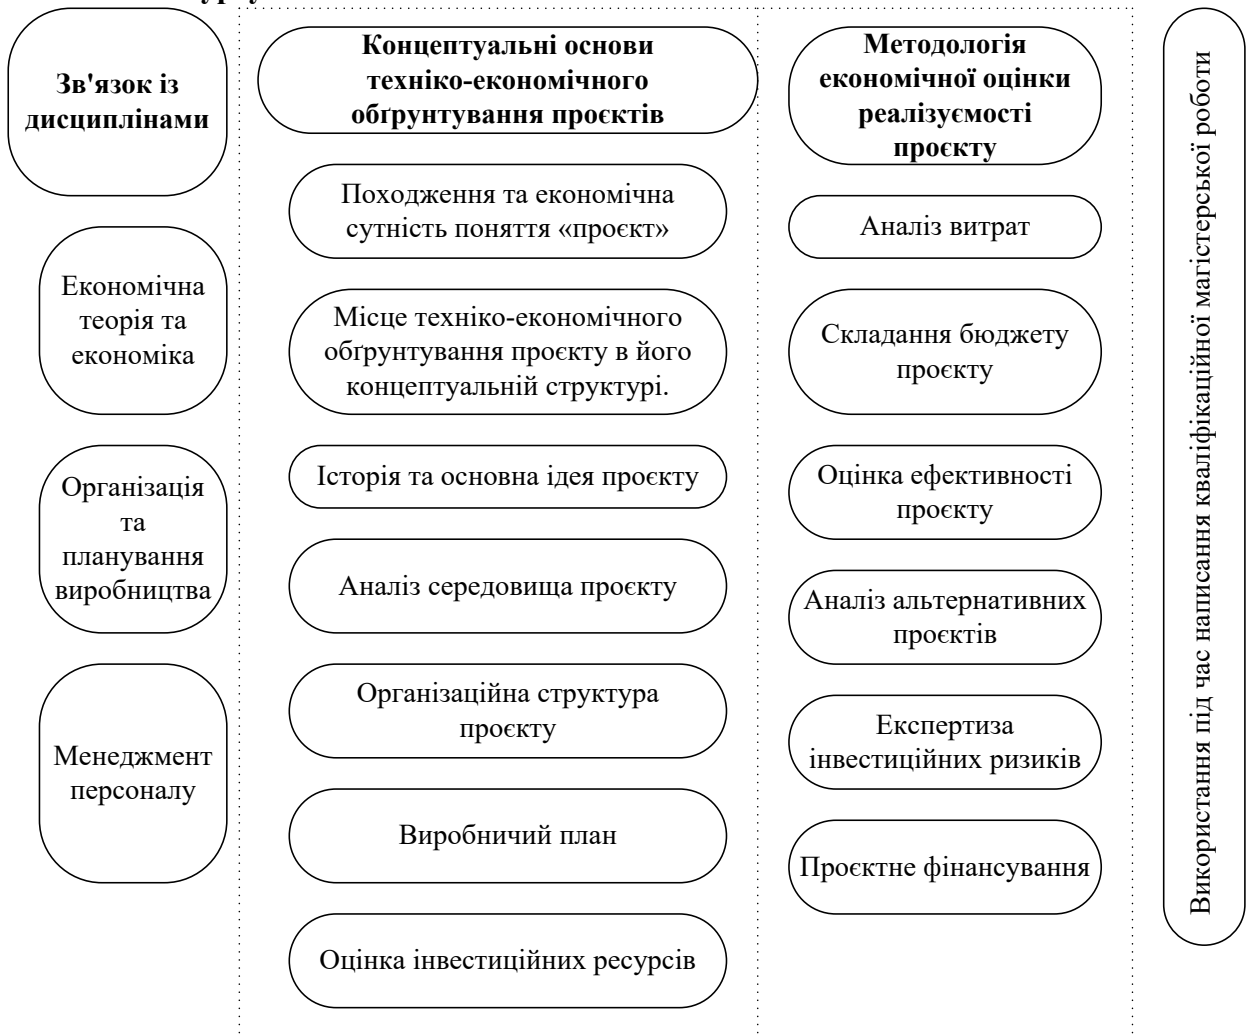 Зв'язок із
дисциплінами
Економічна
теорія та
економіка
Організація
та
планування
виробництва
Менеджмент
персоналу
Концептуальні основи
техніко-економічного
обґрунтування проєктів
Походження та економічна
сутність поняття «проєкт»
Місце техніко-економічного
обґрунтування проєкту в його
концептуальній структурі.
Історія та основна ідея проєкту
Аналіз середовища проєкту
Організаційна структура
проєкту
Виробничий план
Оцінка інвестиційних ресурсів
Методологія
економічної оцінки
реалізуємості
проєкту
Аналіз витрат
Складання бюджету
проєкту
Оцінка ефективності
проєкту
Аналіз альтернативних
проєктів
Експертиза
інвестиційних ризиків
Проєктне фінансування
Використання під час написання кваліфікаційної магістерської роботи